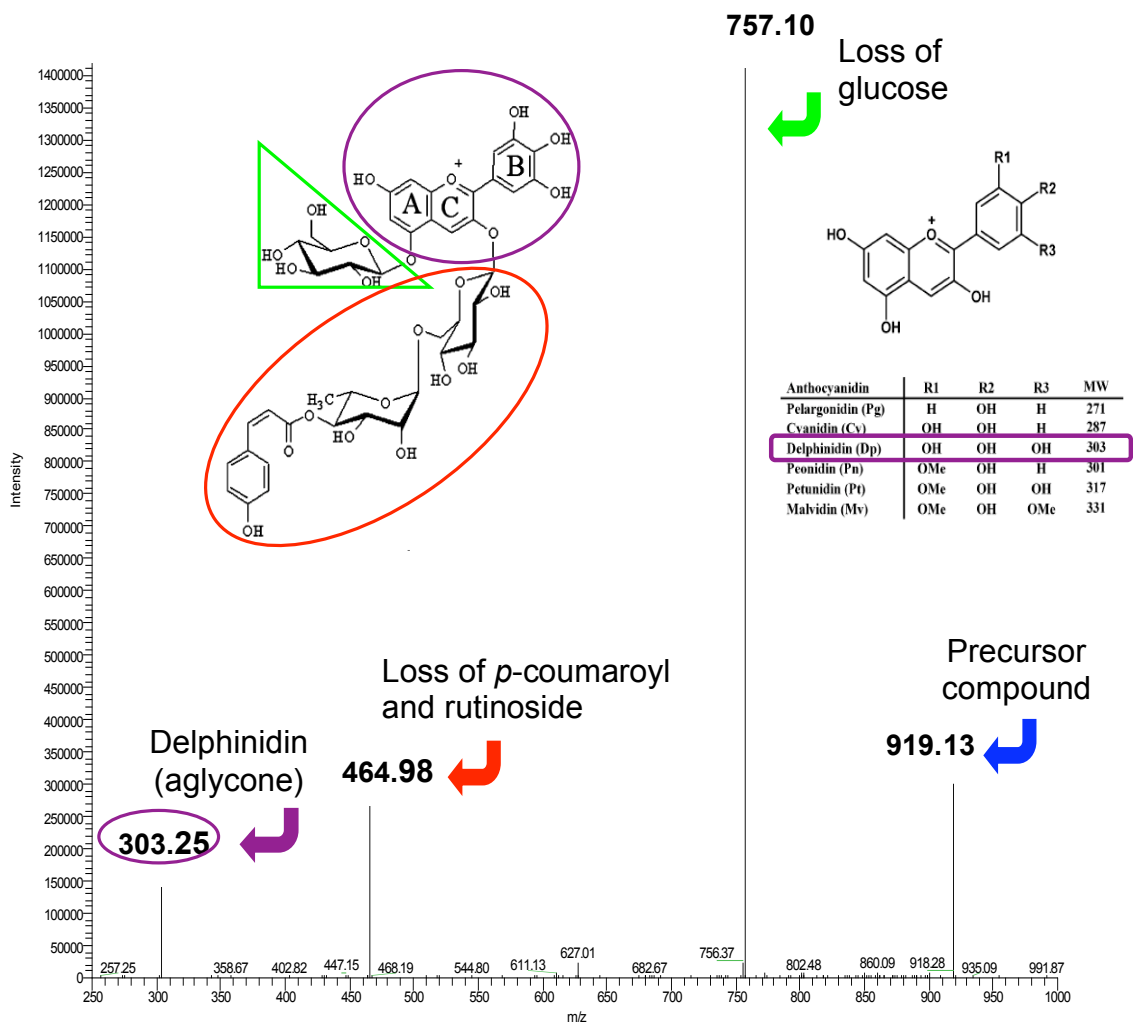 757.10
Loss of
glucose
1400000
1350000
1300000
1250000
1200000
1150000
1100000
1050000
1000000
950000
900000
850000
800000
750000
700000
650000
600000
550000
500000
450000
400000
350000
300000
250000
200000
150000
100000
50000
0
Intensity
OH
HO
OH
OH
B
+
O
HO
A
C
O
OH
O
HO
HO
OH
O
O
OH
O
HO
OH
O
H₃C
O
O
O
HO
OH
OH
R1
R2
R3
HO
+
O
OH
OH
Anthocyanidin R1 R2 R3 MW
Pelargonidin (Pg) H OH H 271
Cyanidin (Cy) OH OH H 287
Delphinidin (Dp) OH OH OH 303
Peonidin (Pn) OMe OH H 301
Petunidin (Pt) OMe OH OH 317
Malvidin (Mv) OMe OH OMe 331
Loss of p-coumaroyl
and rutinoside
464.98
Precursor
compound
919.13
Delphinidin
(aglycone)
303.25
257.25 358.67 402.82 447.15 468.19 544.80 611.13 627.01 682.67 756.37 802.48 860.09 918.28 935.09 991.87
250 300 350 400 450 500 550 600 650 700 750 800 850 900 950 1000
m/z